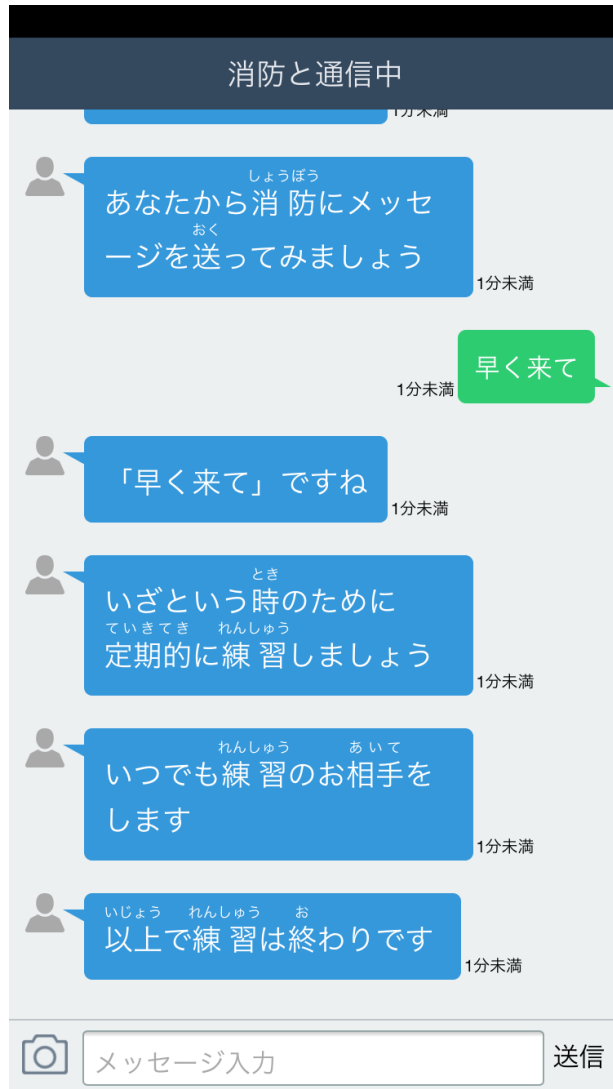 消防と通信中
1分未満
しょうぼう
あなたから消防にメッセ
おく
ージを送ってみましょう
1分未満
早く来て
1分未満
「早く来て」ですね
1分未満
とき
いざという時のために
ていきてき れんしゅう
定期的に練習しましょう
1分未満
れんしゅう あいて
いつでも練習のお相手を
します
1分未満
いじょう れんしゅう お
以上で練習は終わりです
1分未満
メッセージ入力
送信